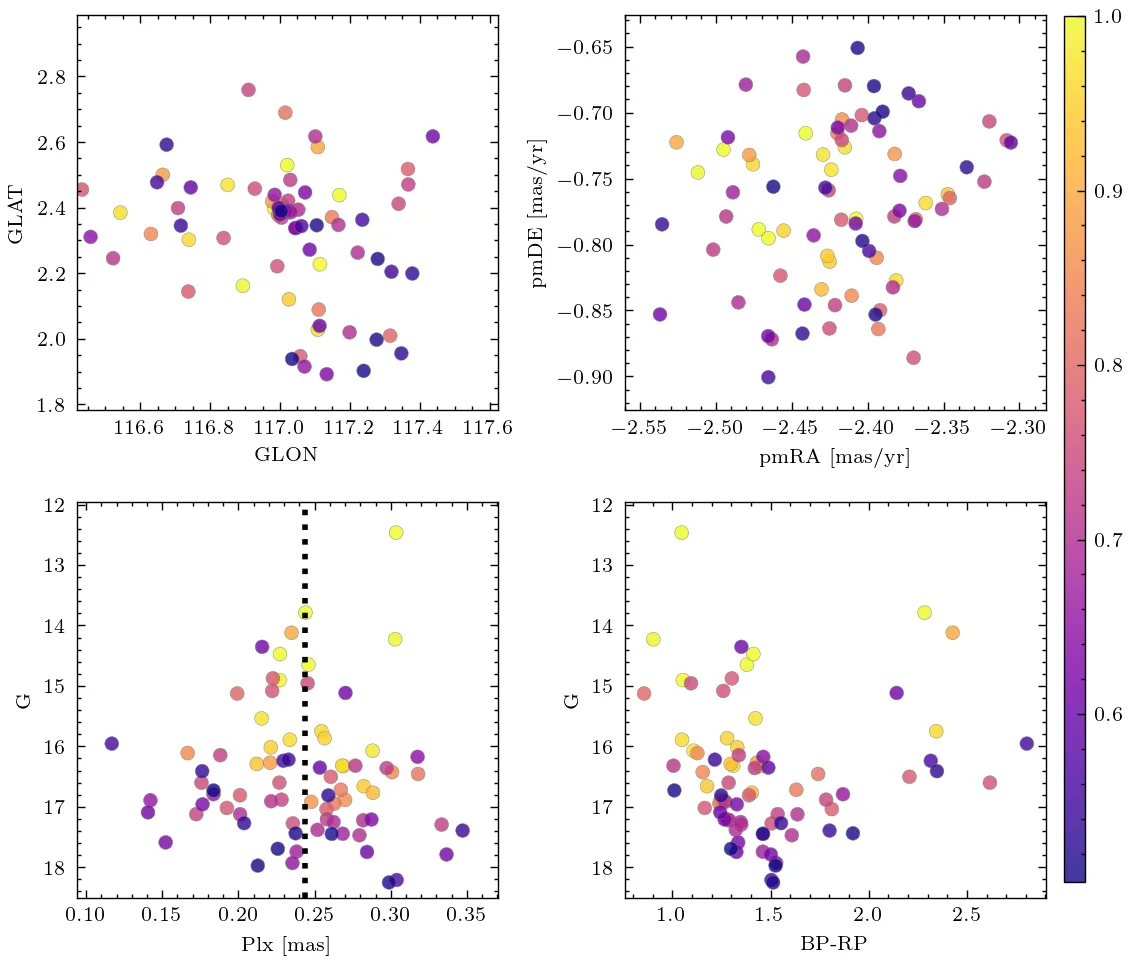 2.8
2.6
2.4
2.2
2.0
1.8
GLAT
116.6 116.8 117.0 117.2 117.4 117.6
GLON
−0.65
−0.70
−0.75
−0.80
−0.85
−0.90
pmDE [mas/yr]
−2.55 −2.50 −2.45 −2.40 −2.35 −2.30
pmRA [mas/yr]
12
13
14
15
16
17
18
G
0.10 0.15 0.20 0.25 0.30 0.35
Plx [mas]
12
13
14
15
16
17
18
G
1.0 1.5 2.0 2.5
BP-RP
1.0
0.9
0.8
0.7
0.6